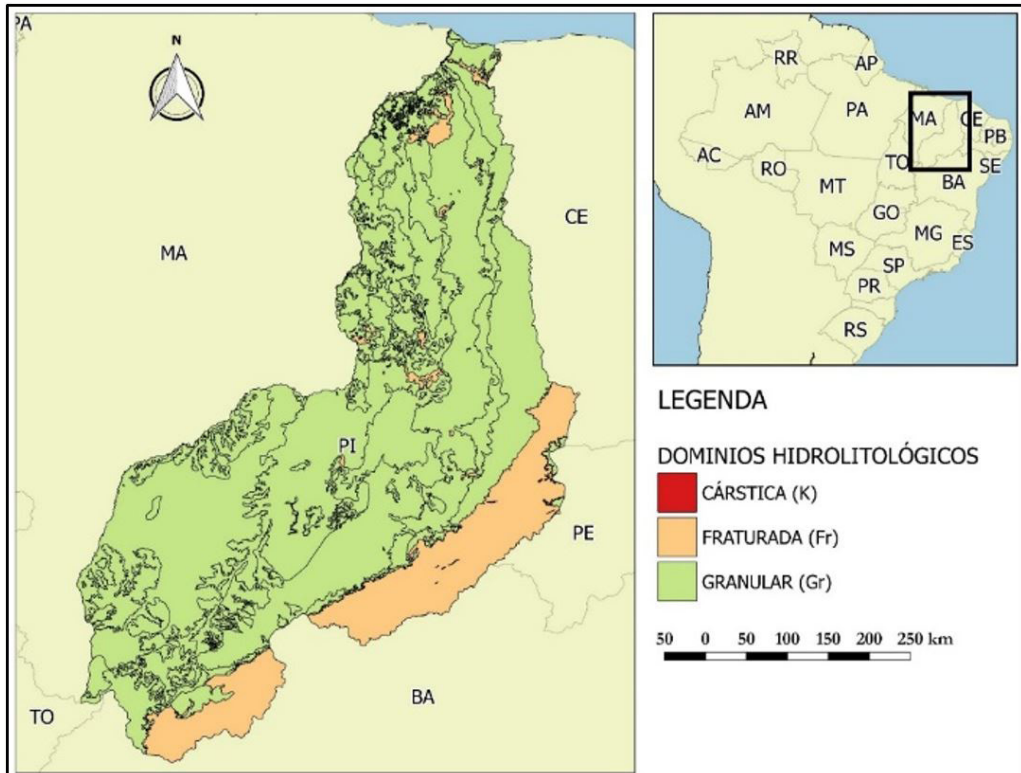 PA
N
CE
MA
PI
PE
BA
TO
RR
AP
AM
PA
MA
CE
PB
AC
RO
TO
SE
MT
BA
GO
MG
ES
MS
SP
PR
RS
LEGENDA
DOMINIOS HIDROLITOLÓGICOS
CÁRSTICA (K)
FRATURADA (Fr)
GRANULAR (Gr)
50 0 50 100 150 200 250 km